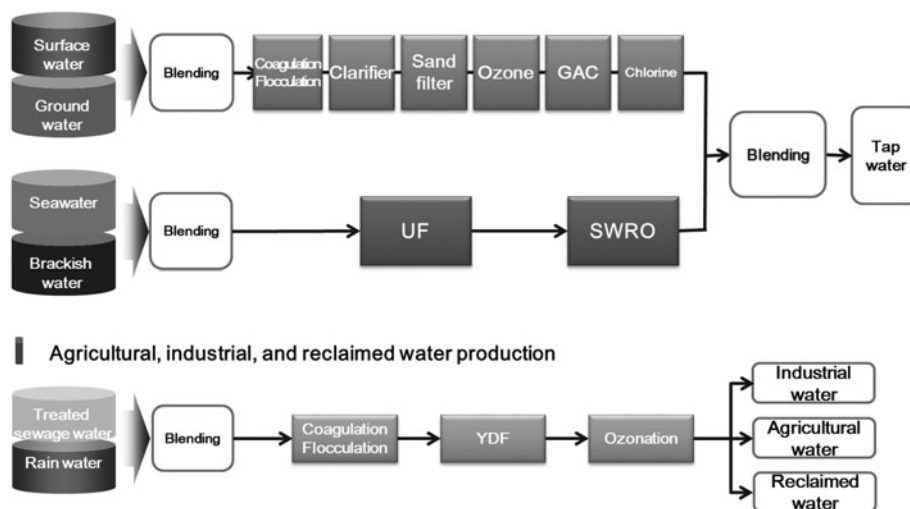 Surface
water
Ground
water
Blending
Coagulation
Flocculation
Clarifier
Sand
filter
Ozone
GAC
Chlorine
Blending
Tap
water
Seawater
Brackish
water
Blending
UF
SWRO
Agricultural, industrial, and reclaimed water production
Treated
sewage water
Rain water
Blending
Coagulation
Flocculation
YDF
Ozonation
Industrial
water
Agricultural
water
Reclaimed
water